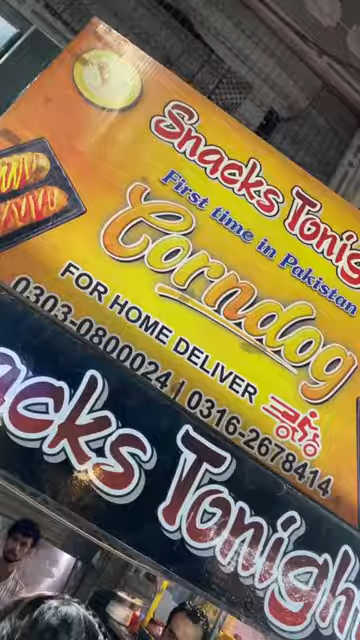 Snacks Tonig
First time in Pakistan
Corndog
FOR HOME DELIVER
0303-0800024 | 0316-2678414
acks Tonigh